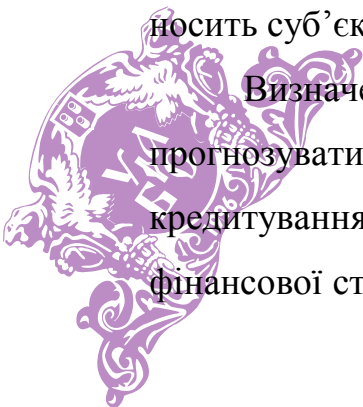 носить суб’єк
Визначе
прогнозувати
кредитування
фінансової ст